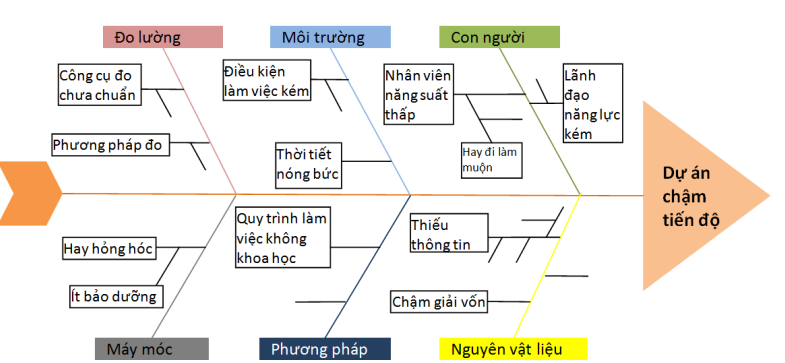 Đo lường
Môi trường
Con người
Công cụ đo
chưa chuẩn
Phương pháp đo
Điều kiện
làm việc kém
Thời tiết
nóng bức
Nhân viên
năng suất
thấp
Hay đi làm
muộn
Lãnh
đạo
năng lực
kém
Dự án
chậm
tiến độ
Hay hỏng hóc
Ít bảo dưỡng
Quy trình làm
việc không
khoa học
Thiếu
thông tin
Chậm giải vốn
Máy móc
Phương pháp
Nguyên vật liệu